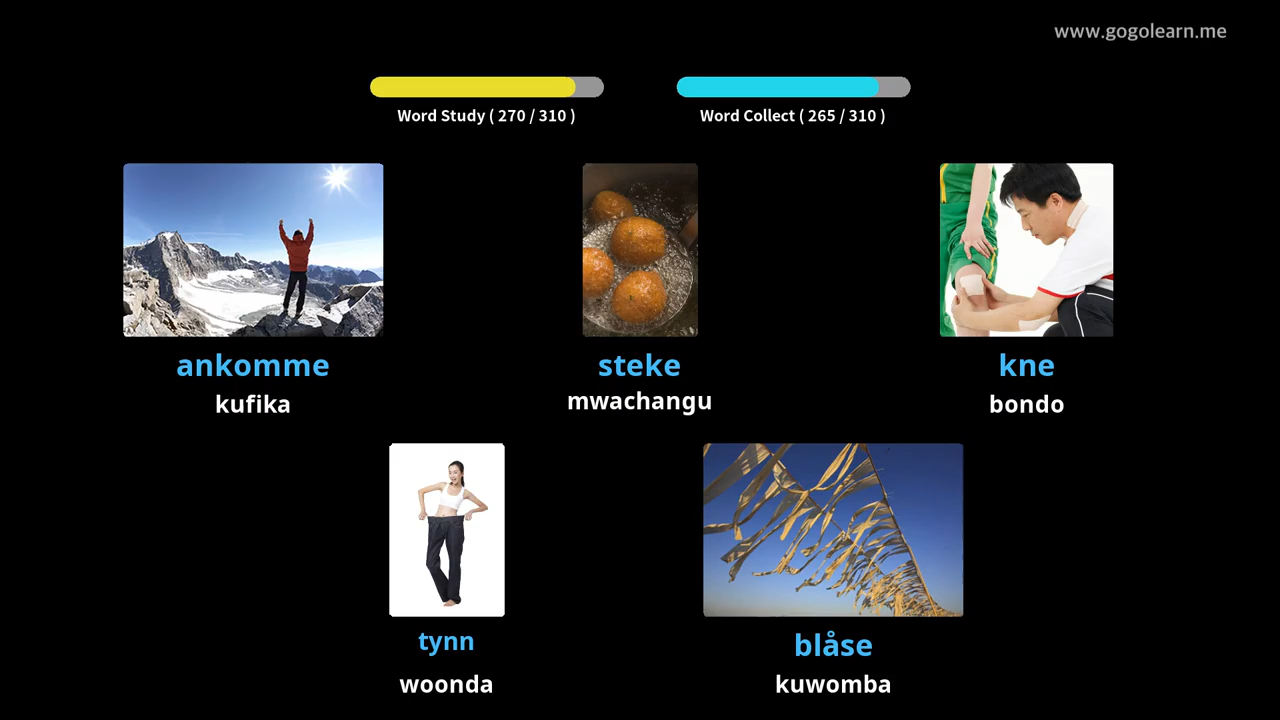 www.gogolearn.me
Word Study ( 270 / 310 )
Word Collect ( 265 / 310 )
ankomme
kufika
steke
mwachangu
kne
bondo
tynn
woonda
blåse
kuwomba